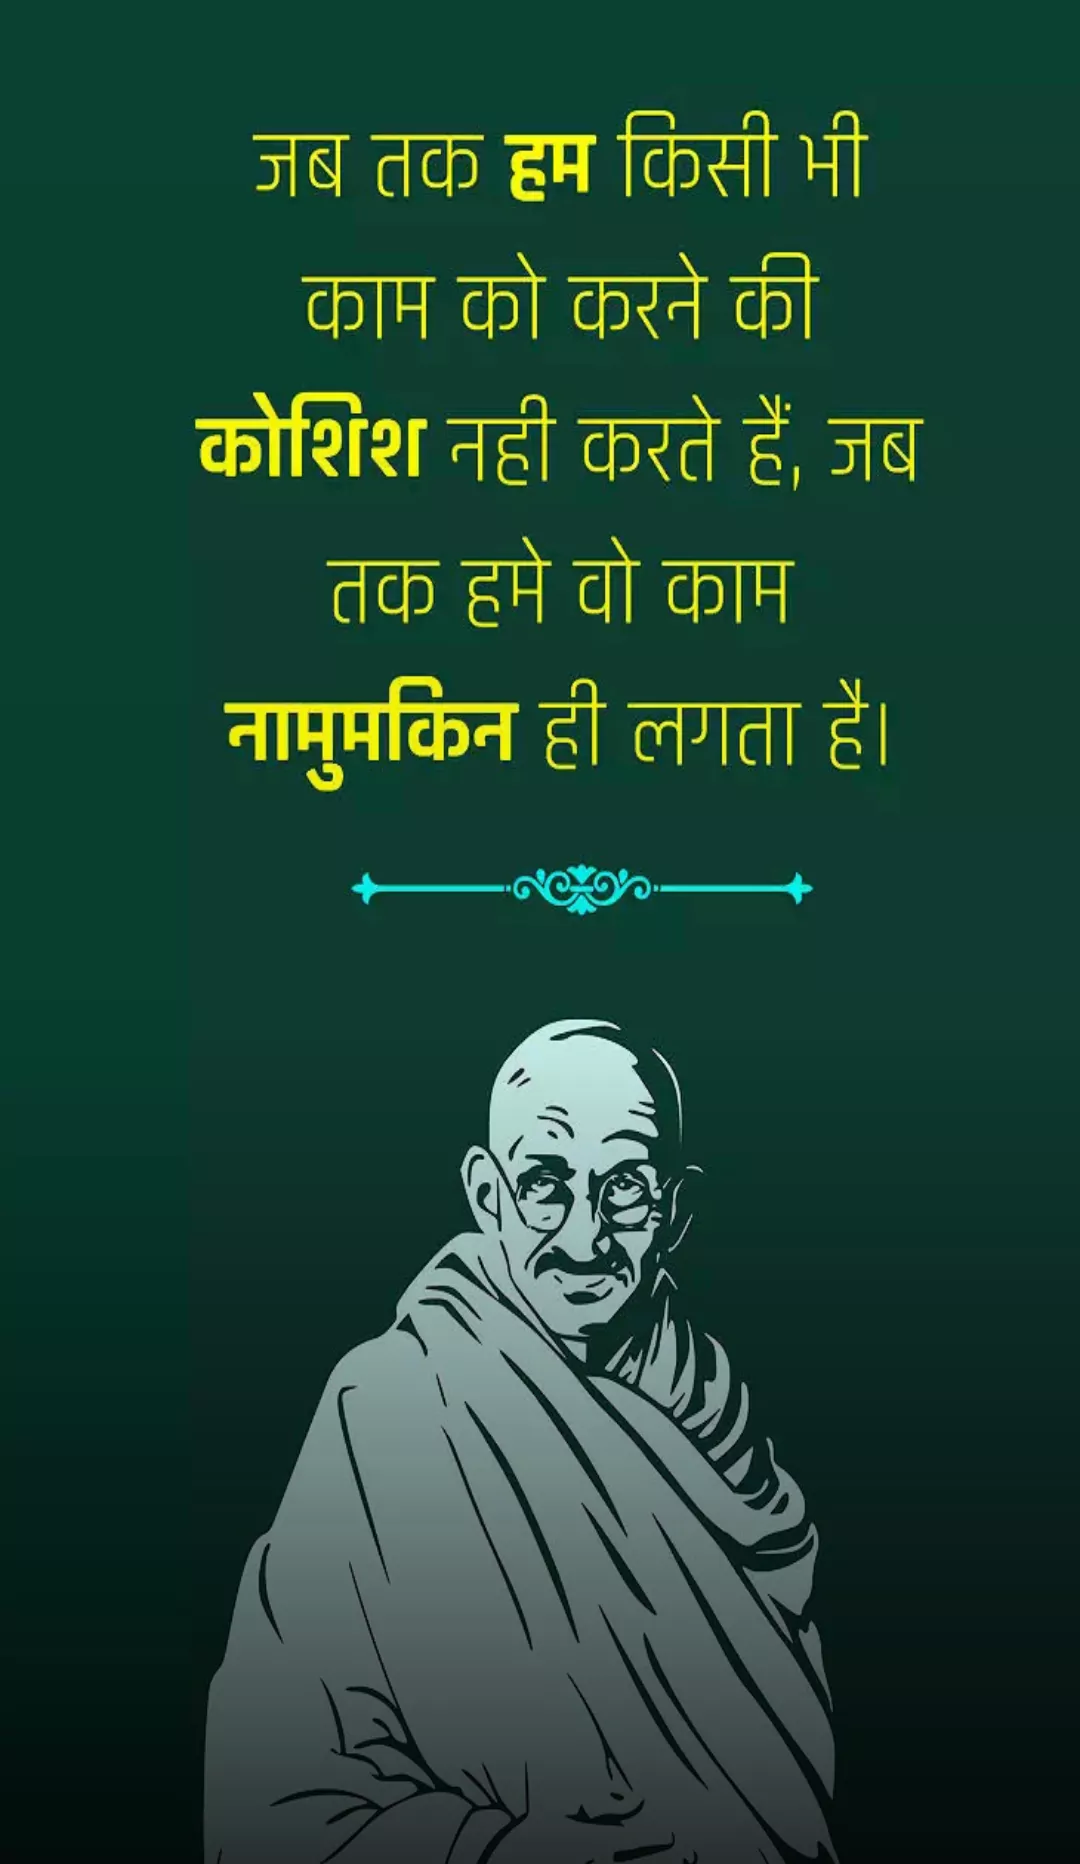 जब तक हम किसी भी
काम को करने की
कोशिश नही करते हैं, जब
तक हमे वो काम
नामुमकिन ही लगता है।